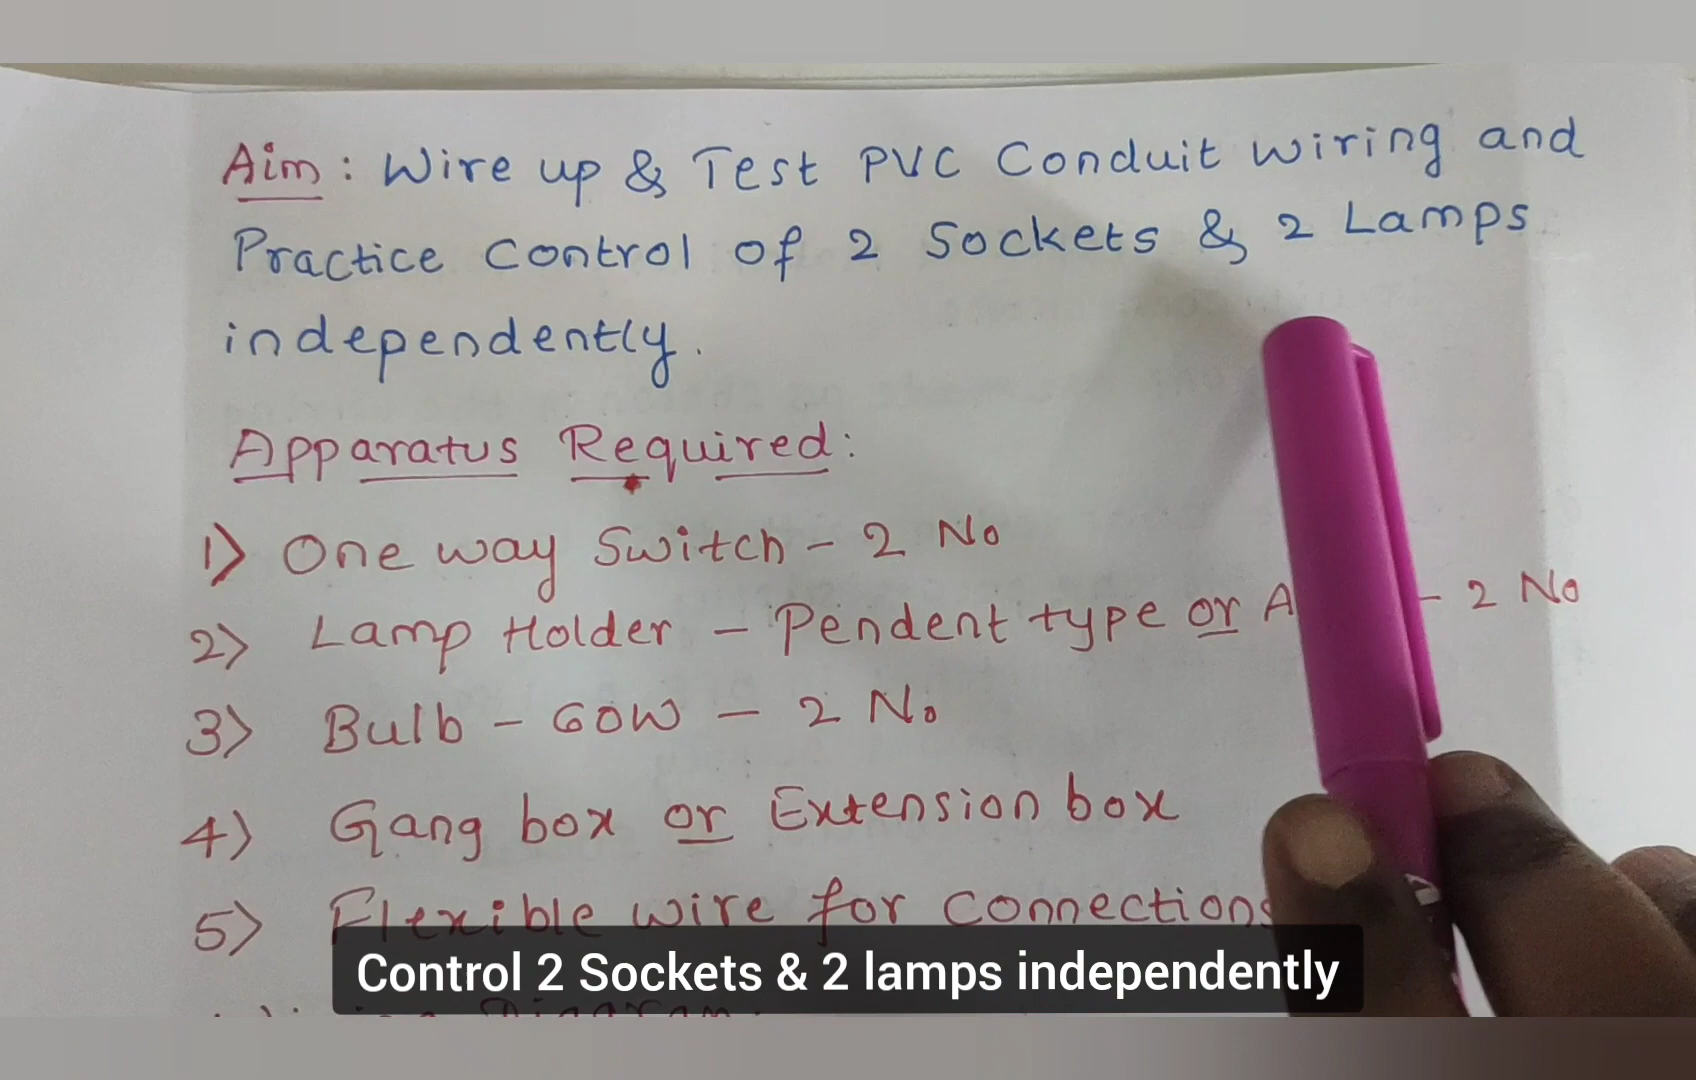 Aim: Wire up & Test PVC Conduit wiring and
Practice Control of 2 Sockets & 2 Lamps
independently.
Apparatus Required:
1) One way Switch - 2 No
2) Lamp Holder - Pendent type or - 2 No
3) Bulb - 60W - 2 No
4) Gang box or Extension box
5) Flexible wire for Connections
Control 2 Sockets & 2 lamps independently